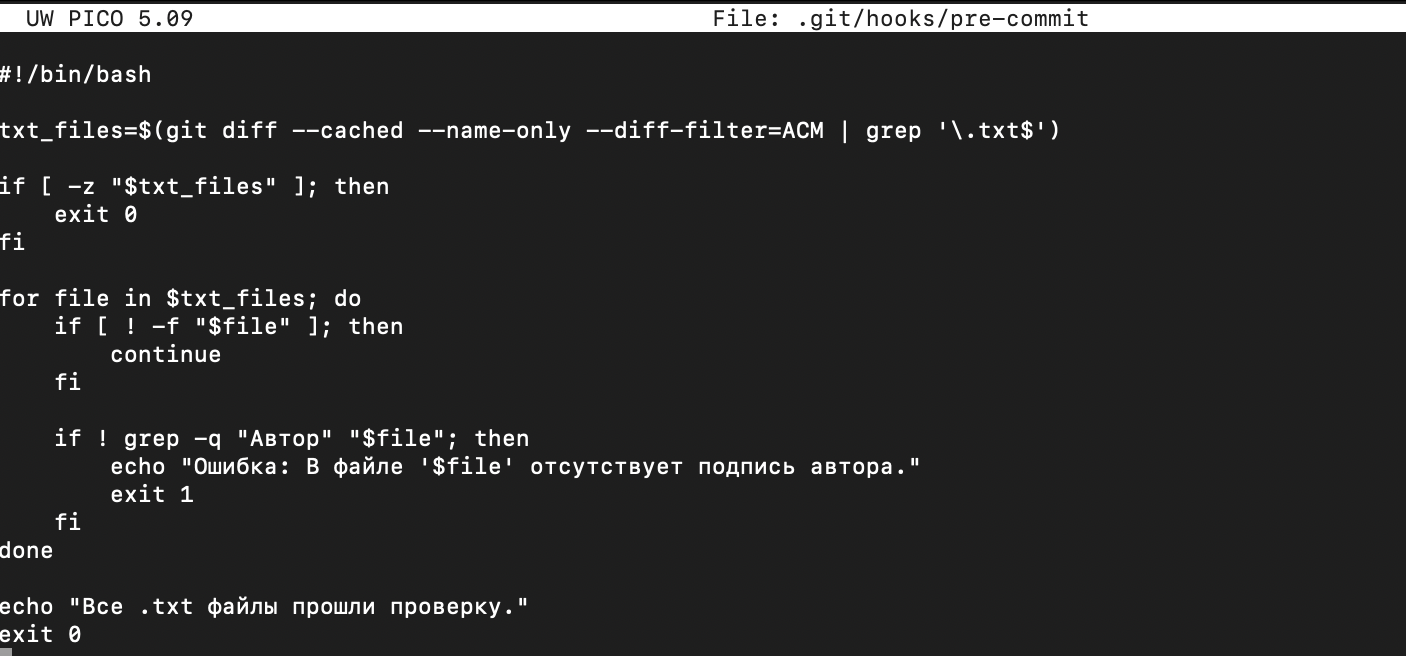 UW PICO 5.09 File: .git/hooks/pre-commit
#!/bin/bash
txt_files=$(git diff --cached --name-only --diff-filter=ACM | grep '\.txt$')
if [ -z "$txt_files" ]; then
    exit 0
fi
for file in $txt_files; do
    if [ ! -f "$file" ]; then
        continue
    fi
    if ! grep -q "Автор" "$file"; then
        echo "Ошибка: В файле '$file' отсутствует подпись автора."
        exit 1
    fi
done
echo "Все .txt файлы прошли проверку."
exit 0